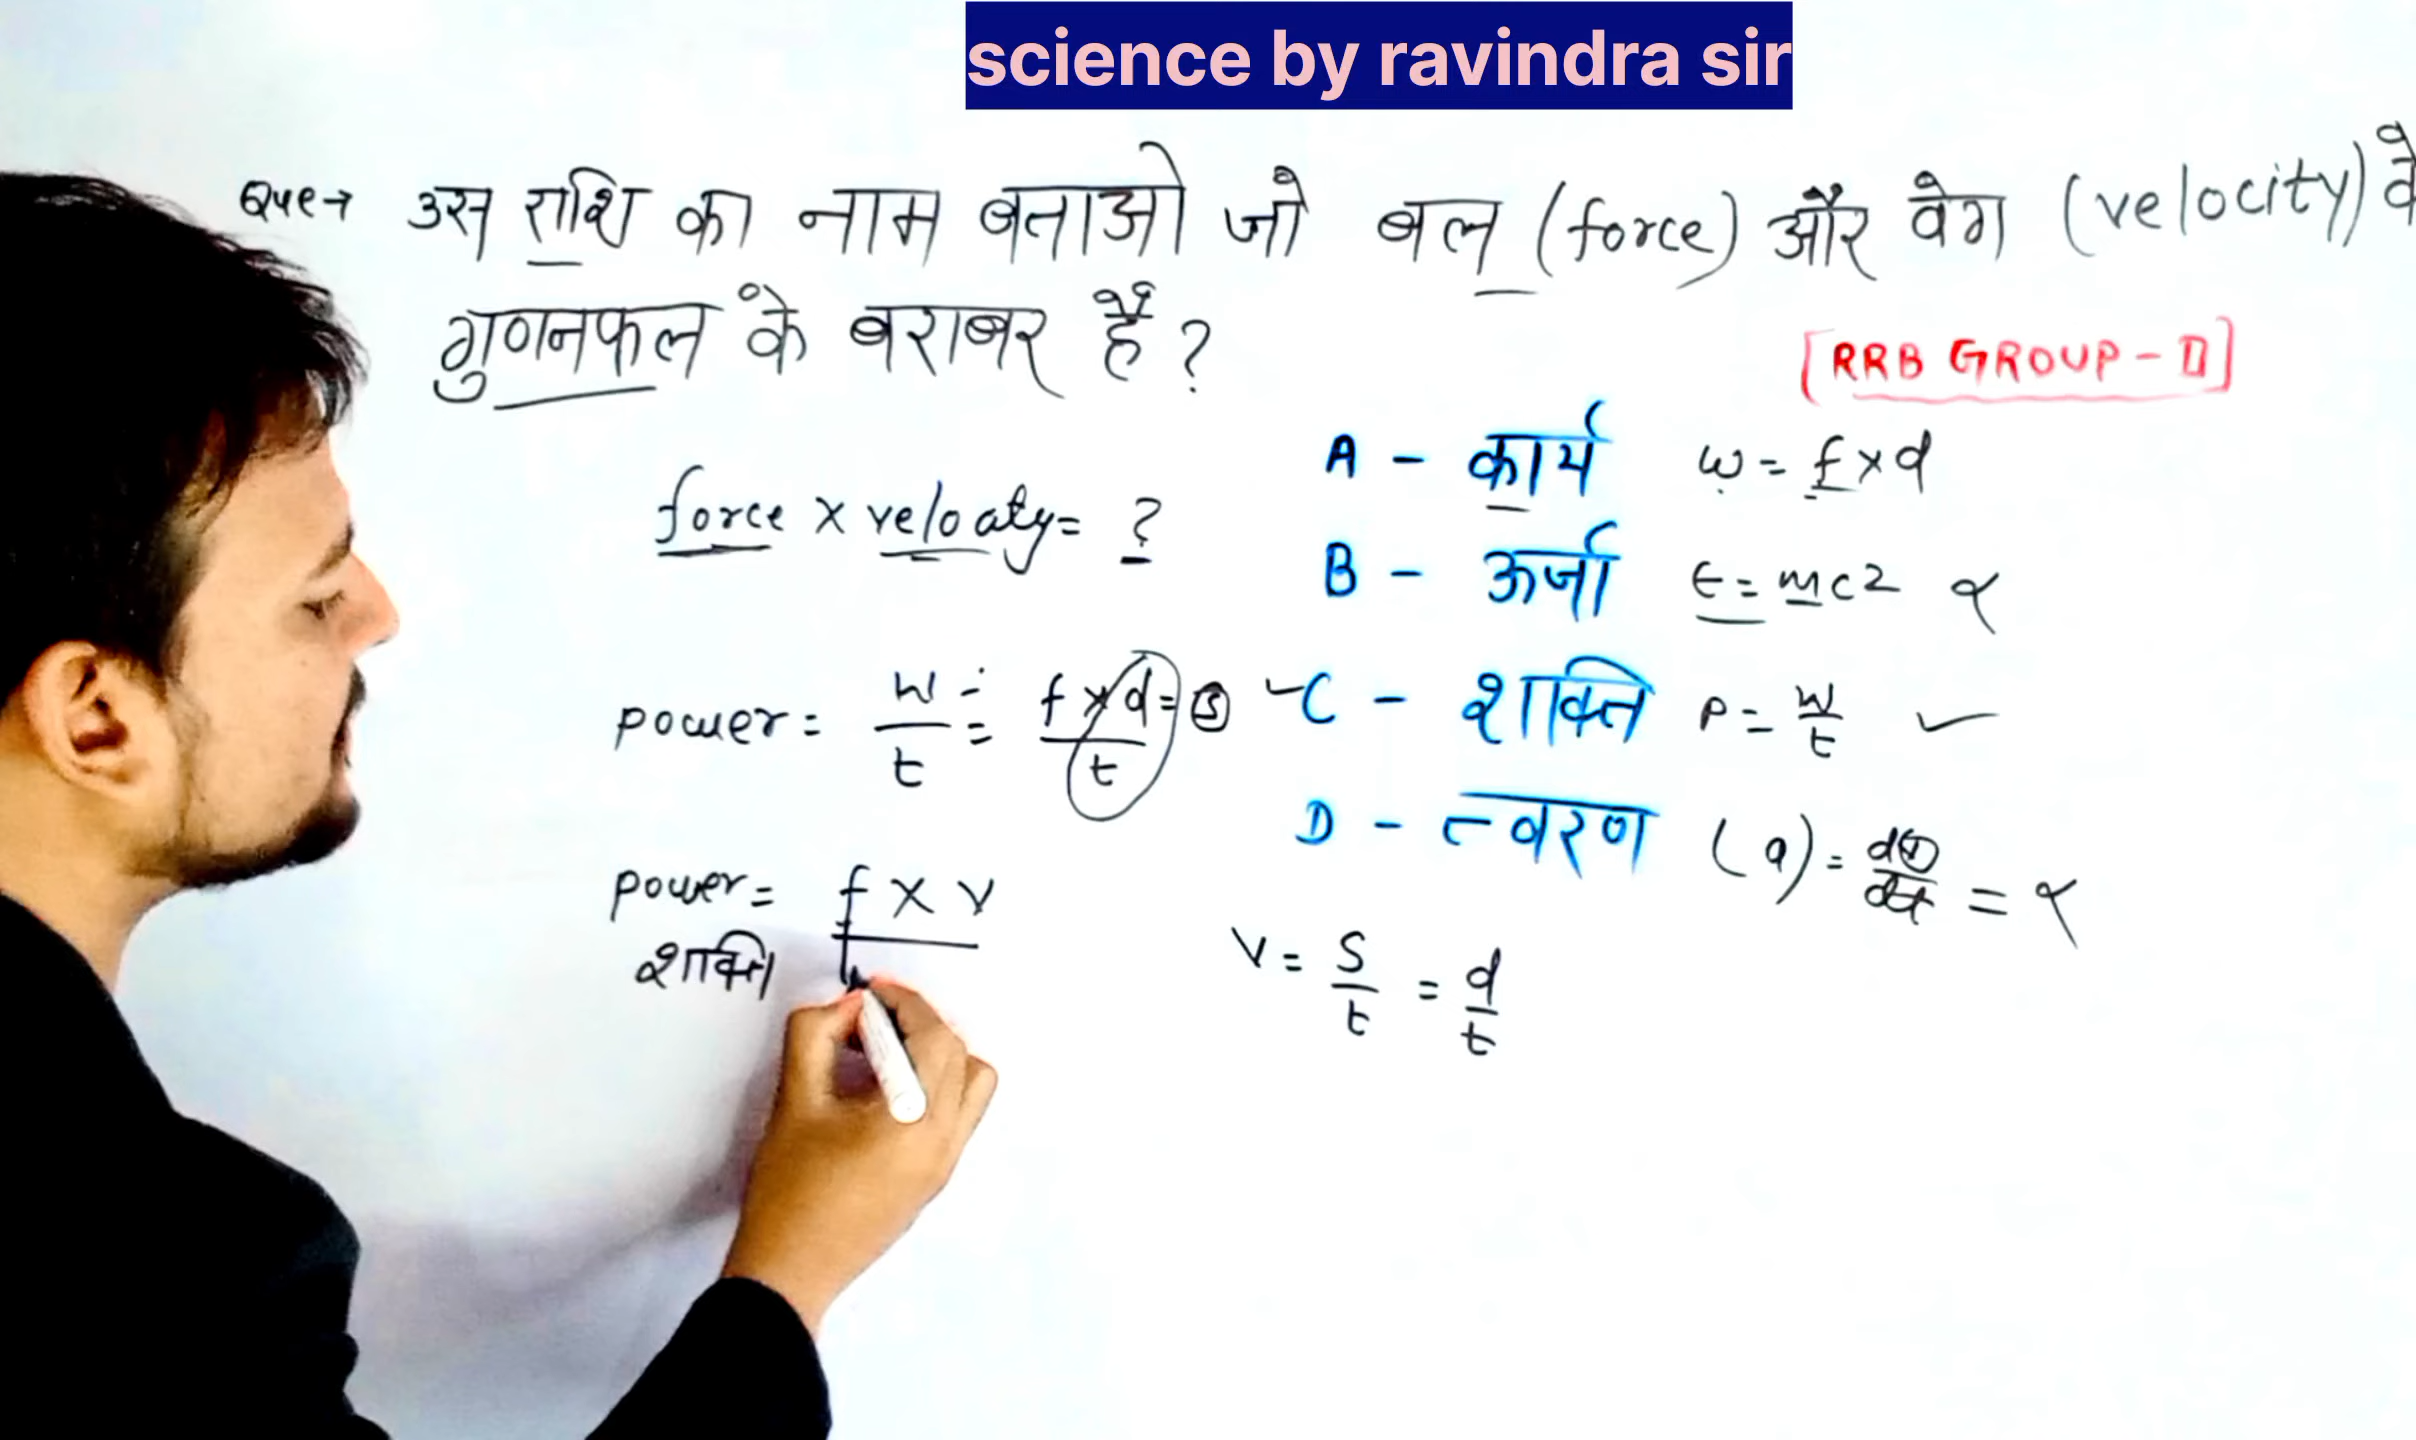 science by ravindra sir
Que→ उस राशि का नाम बताओ जो बल (force) और वेग (velocity) के
गुणनफल के बराबर है?
[RRB GROUP - D]
force x velocity = ?
A - कार्य w = f x d
B - ऊर्जा E = mc2 ✗
power = w/t = f x d/t = ✓C - शक्ति P = w/t ✓
D - त्वरण (a) = = ✗
power = f x v
शक्ति
v = s/t = d/t